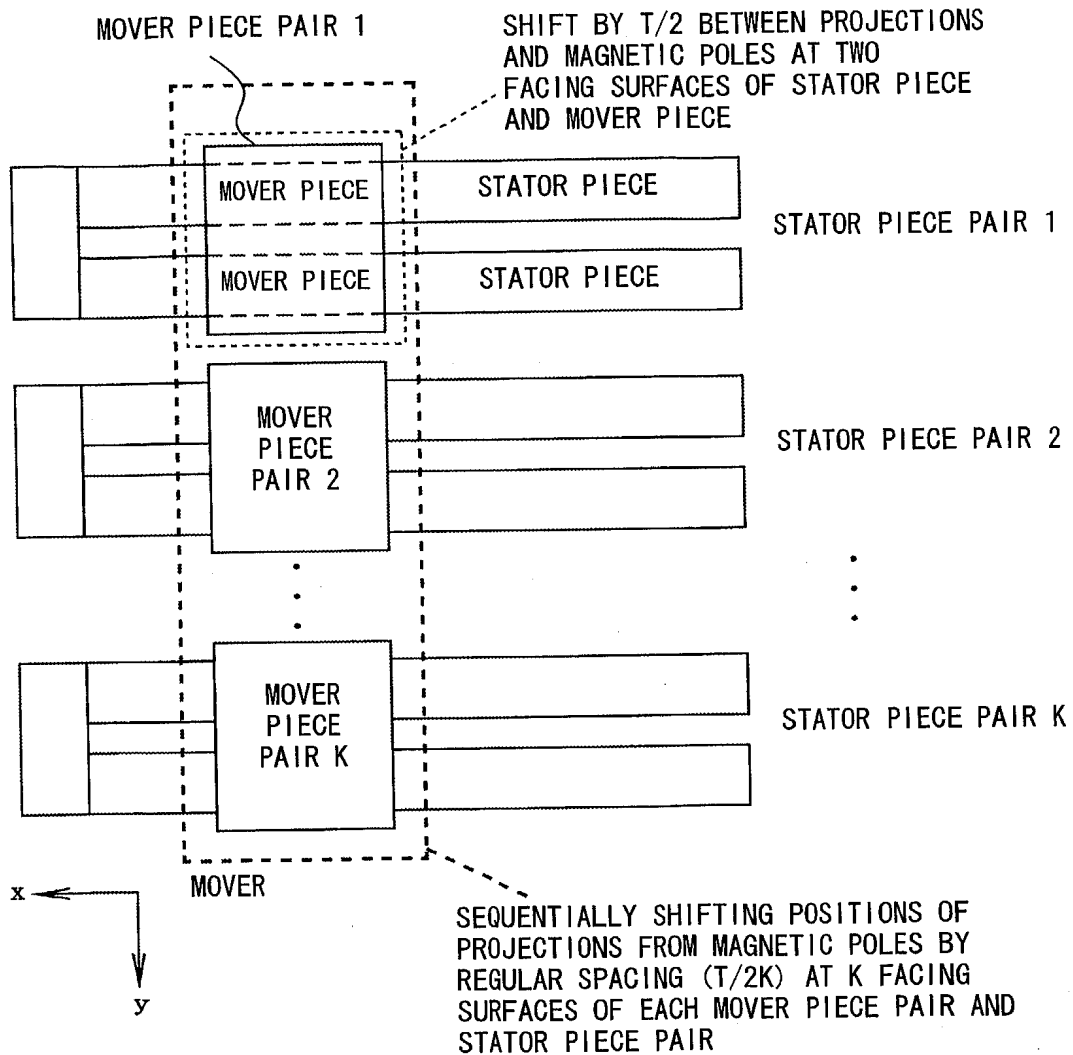 MOVER PIECE PAIR 1
SHIFT BY T/2 BETWEEN PROJECTIONS
AND MAGNETIC POLES AT TWO
FACING SURFACES OF STATOR PIECE
AND MOVER PIECE
MOVER PIECE
STATOR PIECE
STATOR PIECE PAIR 1
MOVER PIECE
STATOR PIECE
MOVER
PIECE
PAIR 2
STATOR PIECE PAIR 2
MOVER
PIECE
PAIR K
STATOR PIECE PAIR K
x
MOVER
y
SEQUENTIALLY SHIFTING POSITIONS OF
PROJECTIONS FROM MAGNETIC POLES BY
REGULAR SPACING (T/2K) AT K FACING
SURFACES OF EACH MOVER PIECE PAIR AND
STATOR PIECE PAIR